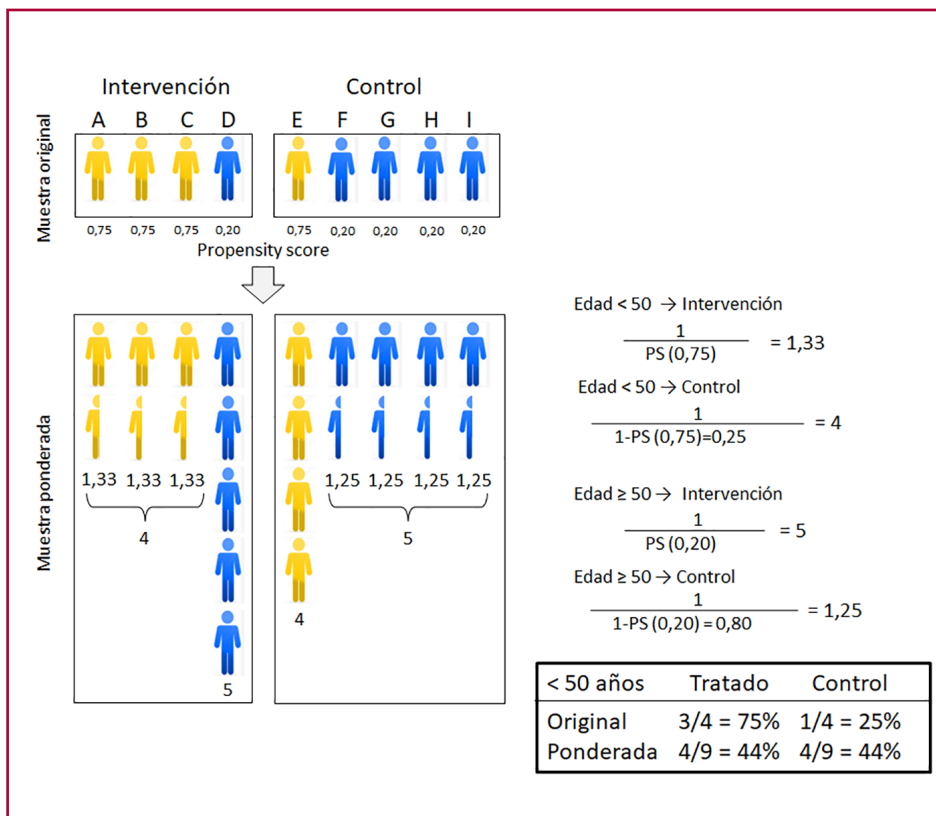 Intervención Control
A B C D E F G H I
Muestra original
0,75 0,75 0,75 0,20 0,75 0,20 0,20 0,20 0,20
Propensity score
Muestra ponderada
1,33 1,33 1,33 1,25 1,25 1,25 1,25
4 5
4
5
Edad < 50 → Intervención
1
PS (0,75)
= 1,33
Edad < 50 → Control
1
1-PS (0,75)=0,25
= 4
Edad ≥ 50 → Intervención
1
PS (0,20)
= 5
Edad ≥ 50 → Control
1
1-PS (0,20) = 0,80
= 1,25
< 50 años Tratado Control
Original 3/4 = 75% 1/4 = 25%
Ponderada 4/9 = 44% 4/9 = 44%